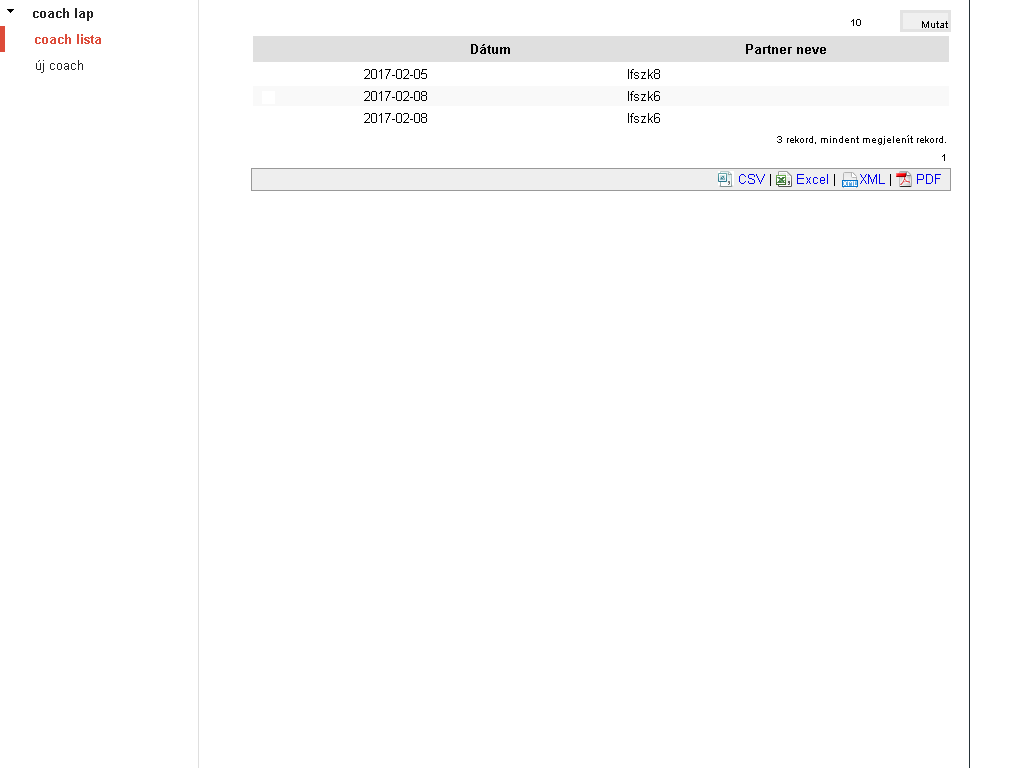 coach lap
coach lista
új coach
10 Mutat
Dátum Partner neve
2017-02-05 lfszk8
2017-02-08 lfszk6
2017-02-08 lfszk6
3 rekord, mindent megjelenít rekord.
1
CSV | Excel | XML | PDF